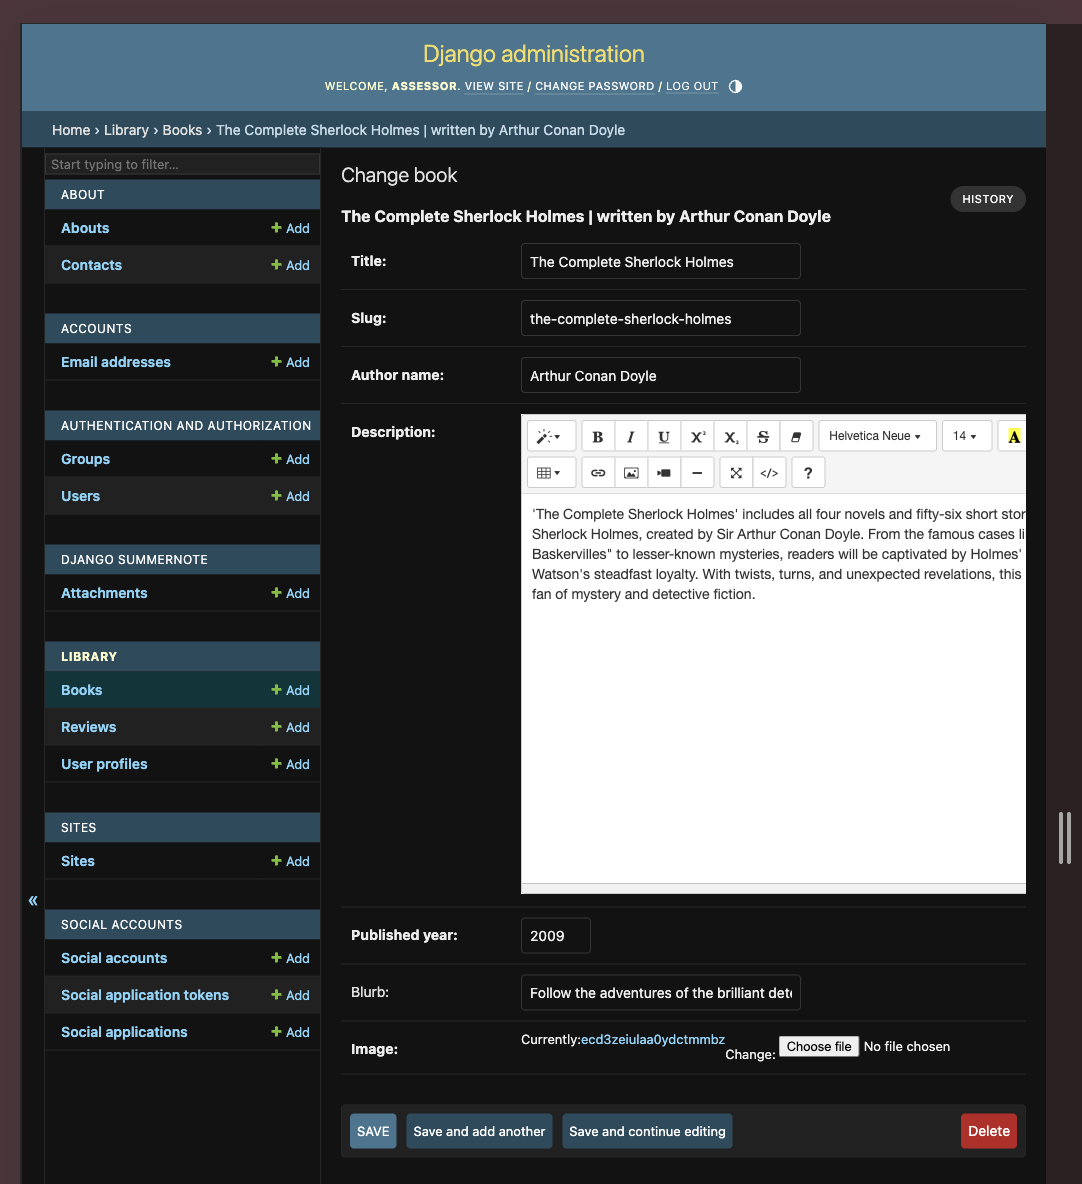 Django administration
WELCOME, ASSESSOR. VIEW SITE / CHANGE PASSWORD / LOG OUT
Home › Library › Books › The Complete Sherlock Holmes | written by Arthur Conan Doyle
Start typing to filter...
ABOUT
Abouts + Add
Contacts + Add
ACCOUNTS
Email addresses + Add
AUTHENTICATION AND AUTHORIZATION
Groups + Add
Users + Add
DJANGO SUMMERNOTE
Attachments + Add
LIBRARY
Books + Add
Reviews + Add
User profiles + Add
SITES
Sites + Add
«
SOCIAL ACCOUNTS
Social accounts + Add
Social application tokens + Add
Social applications + Add
Change book
HISTORY
The Complete Sherlock Holmes | written by Arthur Conan Doyle
Title: The Complete Sherlock Holmes
Slug: the-complete-sherlock-holmes
Author name: Arthur Conan Doyle
Description:
B I U X² X₂ S Helvetica Neue 14 A
</> ?
'The Complete Sherlock Holmes' includes all four novels and fifty-six short stor
Sherlock Holmes, created by Sir Arthur Conan Doyle. From the famous cases li
Baskervilles" to lesser-known mysteries, readers will be captivated by Holmes'
Watson's steadfast loyalty. With twists, turns, and unexpected revelations, this
fan of mystery and detective fiction.
Published year: 2009
Blurb: Follow the adventures of the brilliant dete
Image: Currently:ecd3zeiulaa0ydctmmbz
Change: Choose file No file chosen
SAVE Save and add another Save and continue editing Delete